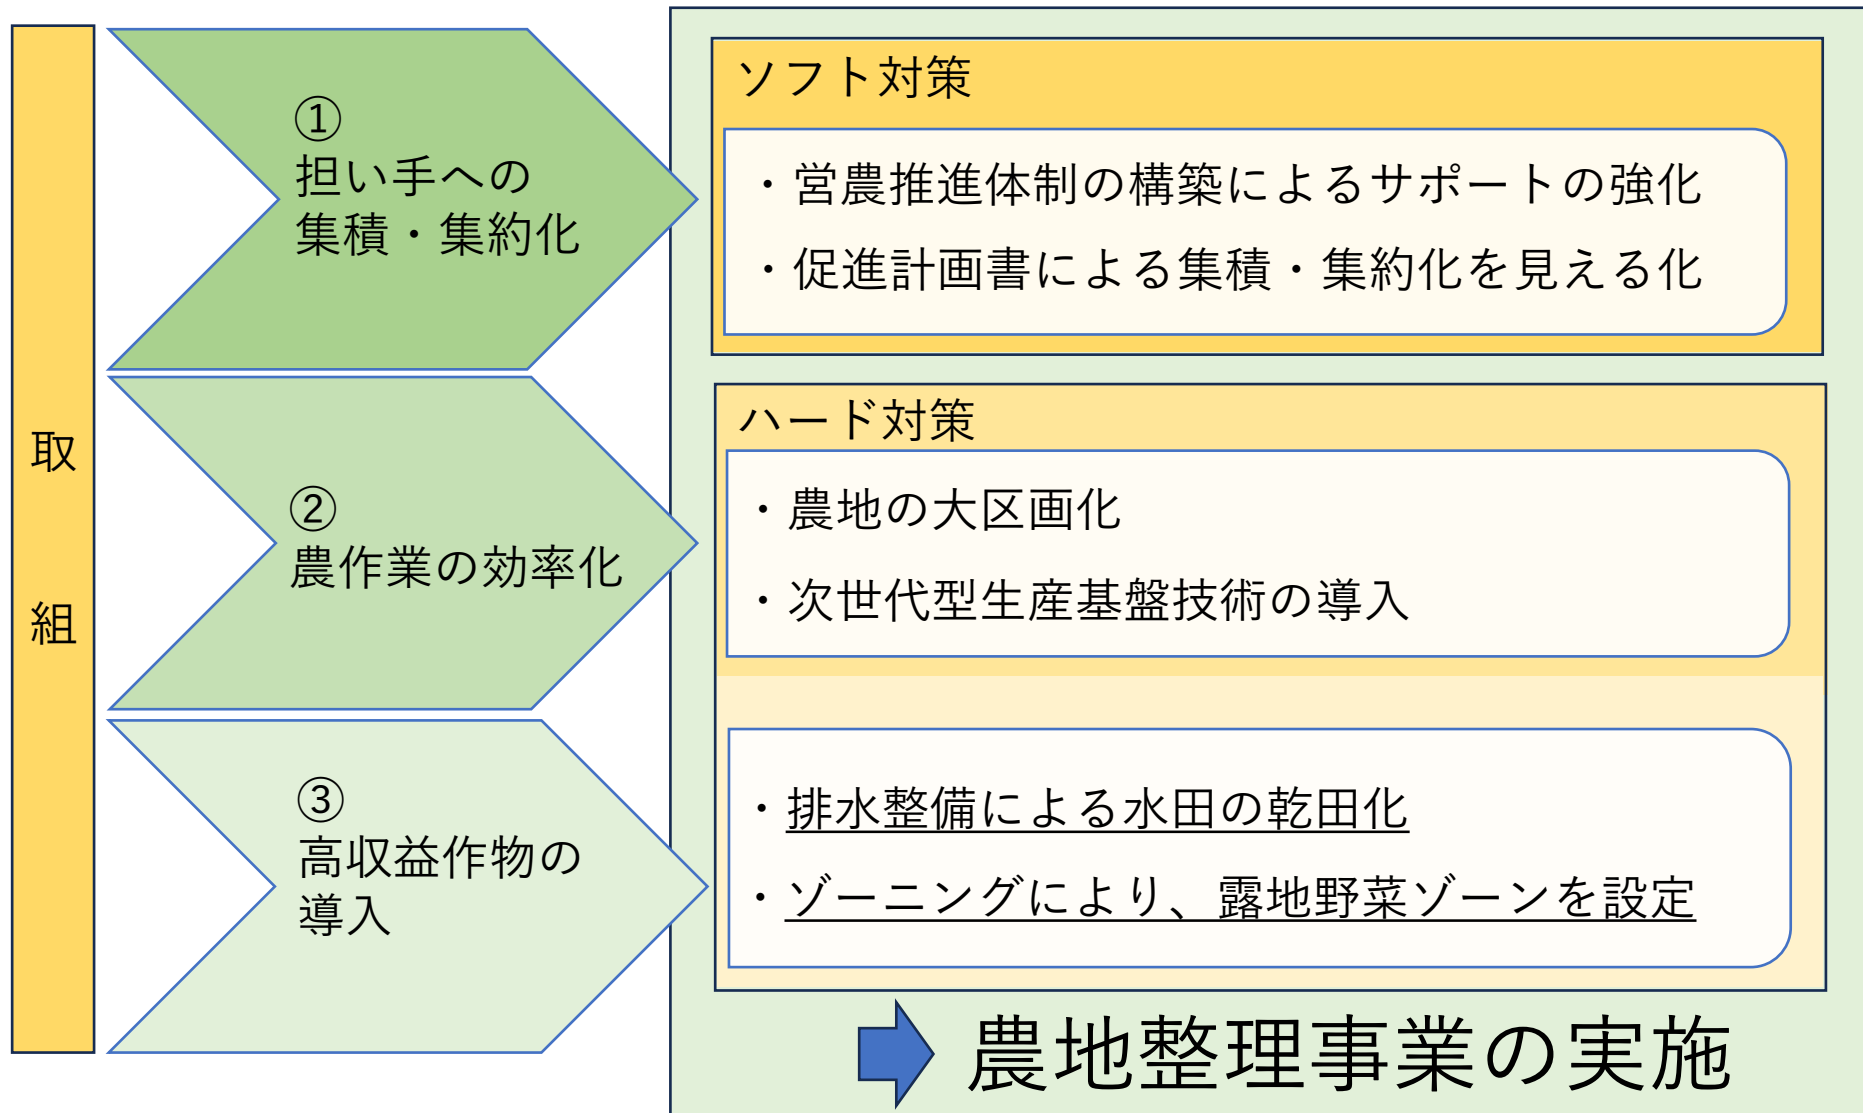 取組
①
担い手への
集積・集約化
ソフト対策
・営農推進体制の構築によるサポートの強化
・促進計画書による集積・集約化を見える化
②
農作業の効率化
ハード対策
・農地の大区画化
・次世代型生産基盤技術の導入
③
高収益作物の
導入
・排水整備による水田の乾田化
・ゾーニングにより、露地野菜ゾーンを設定
農地整理事業の実施